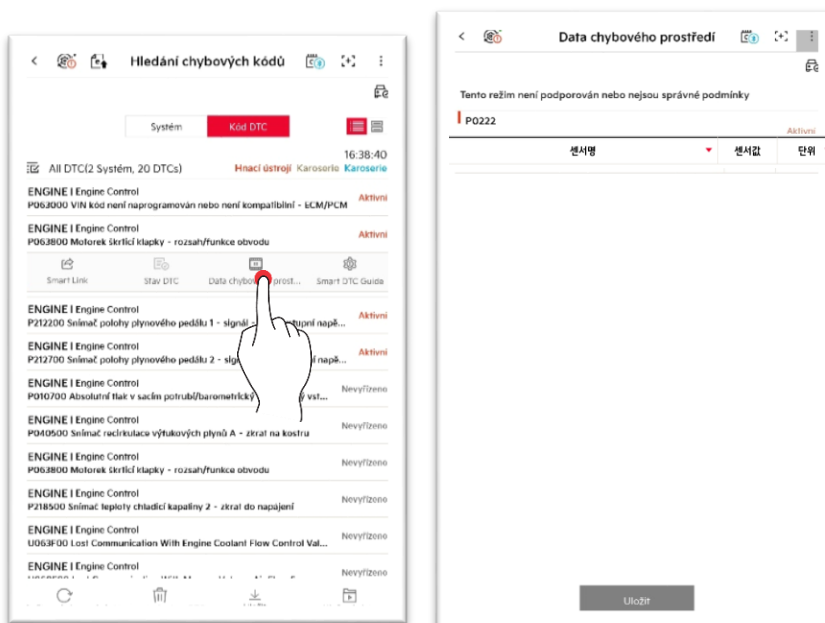 Hledání chybových kódů
Systém
Kód DTC
16:38:40
All DTC(2 Systém, 20 DTCs)
Hnací ústrojí Karoserie Karoserie
ENGINE I Engine Control
P063000 VIN kód není naprogramován nebo není kompatibilní - ECM/PCM
Aktivní
ENGINE I Engine Control
P063800 Motorek škrticí klapky - rozsah/funkce obvodu
Aktivní
Smart Link
Stav DTC
Data prost...
Smart DTC Guide
ENGINE I Engine Control
P212200 Snímač polohy plynového pedálu 1 - signál - napě...
Aktivní
ENGINE I Engine Control
P212700 Snímač polohy plynového pedálu 2 - napě...
Aktivní
ENGINE I Engine Control
P010700 Absolutní tlak v sacím potrubí/barometrický vst...
Nevyřízeno
ENGINE I Engine Control
P040500 Snímač recirkulace výfukových plynů A - zkrat na kostru
Nevyřízeno
ENGINE I Engine Control
P063800 Motorek škrticí klapky - rozsah/funkce obvodu
Nevyřízeno
ENGINE I Engine Control
P218500 Snímač teploty chladicí kapaliny 2 - zkrat do napájení
Nevyřízeno
ENGINE I Engine Control
U063F00 Lost Communication With Engine Coolant Flow Control Val...
Nevyřízeno
ENGINE I Engine Control
Nevyřízeno
Data chybového prostředí
Tento režim není podporován nebo nejsou správné podmínky
P0222
Aktivní
센서명
센서값
단위
Uložit